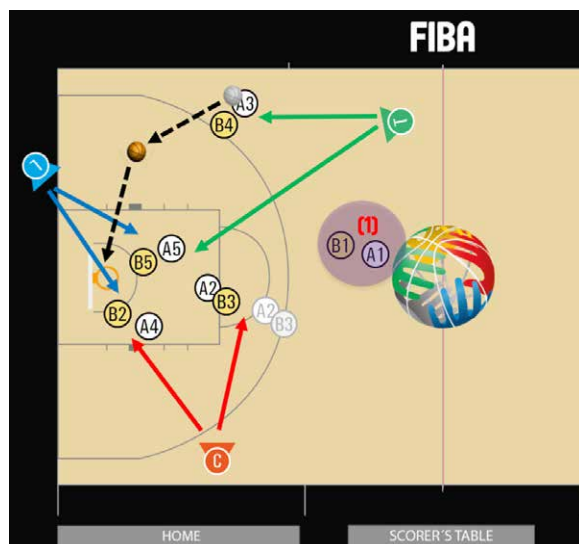 FIBA
A3
B4
T
(1)
B1
A1
A5
B5
A2
B3
B2
A4
A2
B3
C
HOME
SCORER'S TABLE